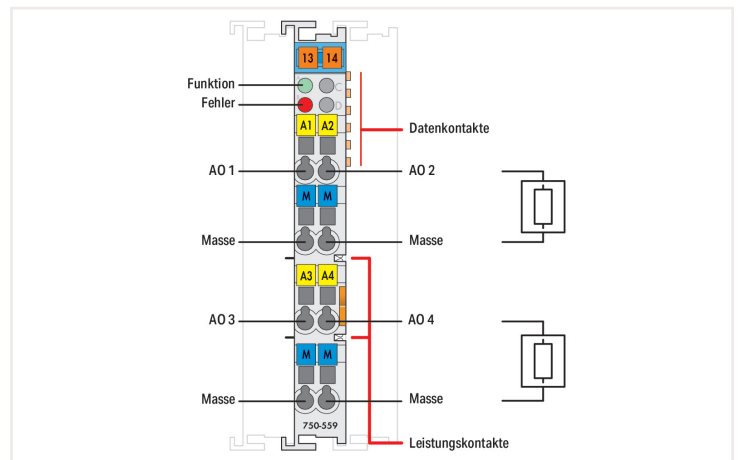 13 14
Funktion
C
Fehler
D
A1 A2
Datenkontakte
AO 1
AO 2
M M
Masse
Masse
A3 A4
AO 3
AO 4
M M
Masse
Masse
750-559
Leistungskontakte